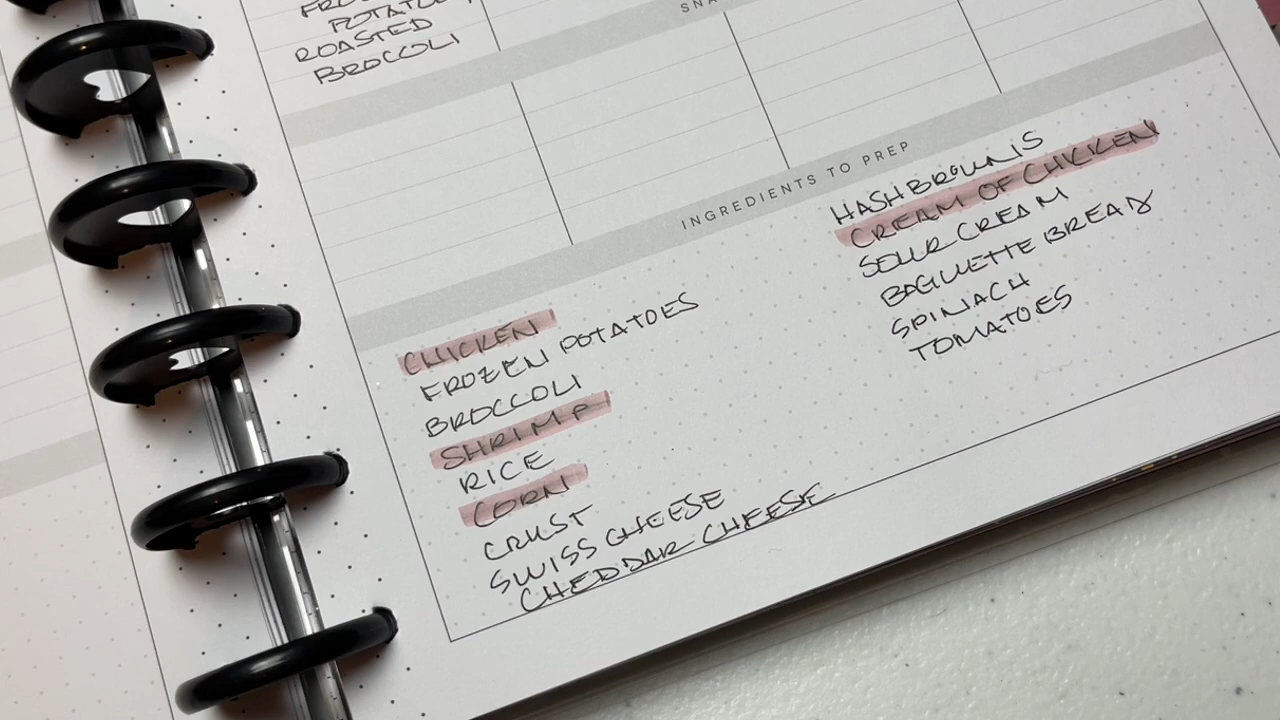 POTATOES
ROASTED
BROCCOLI
INGREDIENTS TO PREP
CHICKEN
FROZEN POTATOES
BROCCOLI
SHRIMP
RICE
CORN
CRUST
SWISS CHEESE
CHEDDAR CHEESE
HASHBROWNS
CREAM OF CHICKEN
SOUR CREAM
BAGUETTE BREAD
SPINACH
TOMATOES